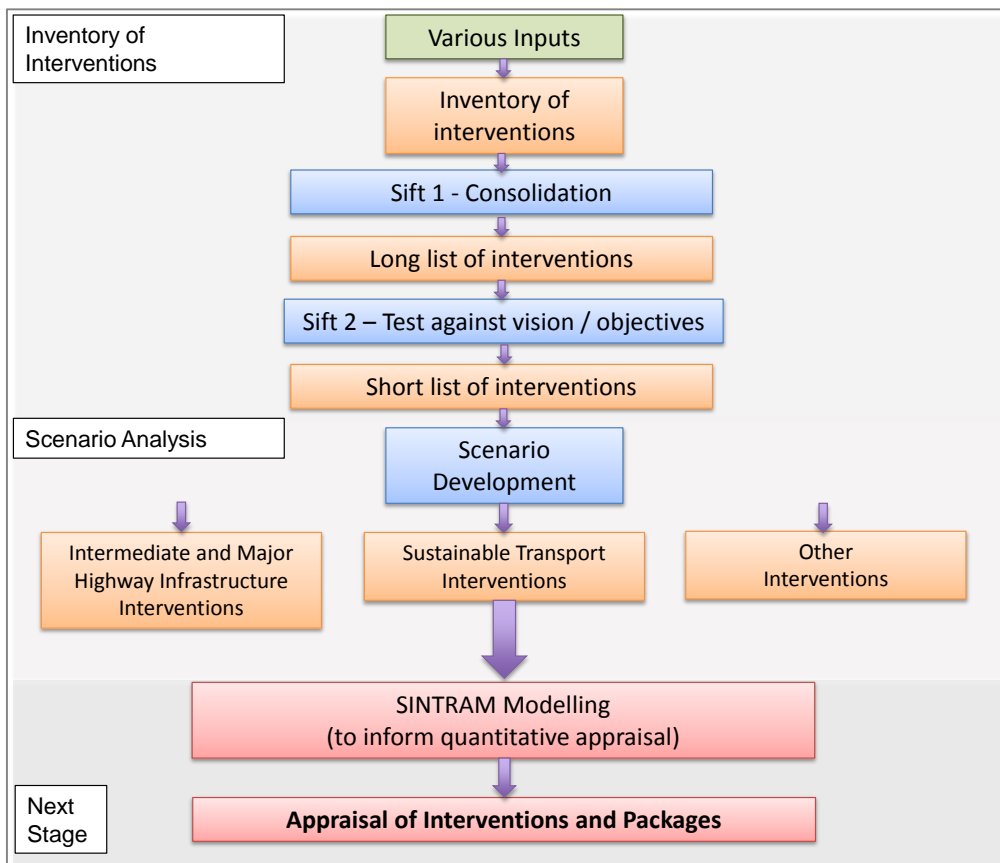 Inventory of
Interventions
Various Inputs
Inventory of
interventions
Sift 1 - Consolidation
Long list of interventions
Sift 2 – Test against vision / objectives
Short list of interventions
Scenario Analysis
Scenario
Development
Intermediate and Major
Highway Infrastructure
Interventions
Sustainable Transport
Interventions
Other
Interventions
SINTRAM Modelling
(to inform quantitative appraisal)
Next
Stage
Appraisal of Interventions and Packages